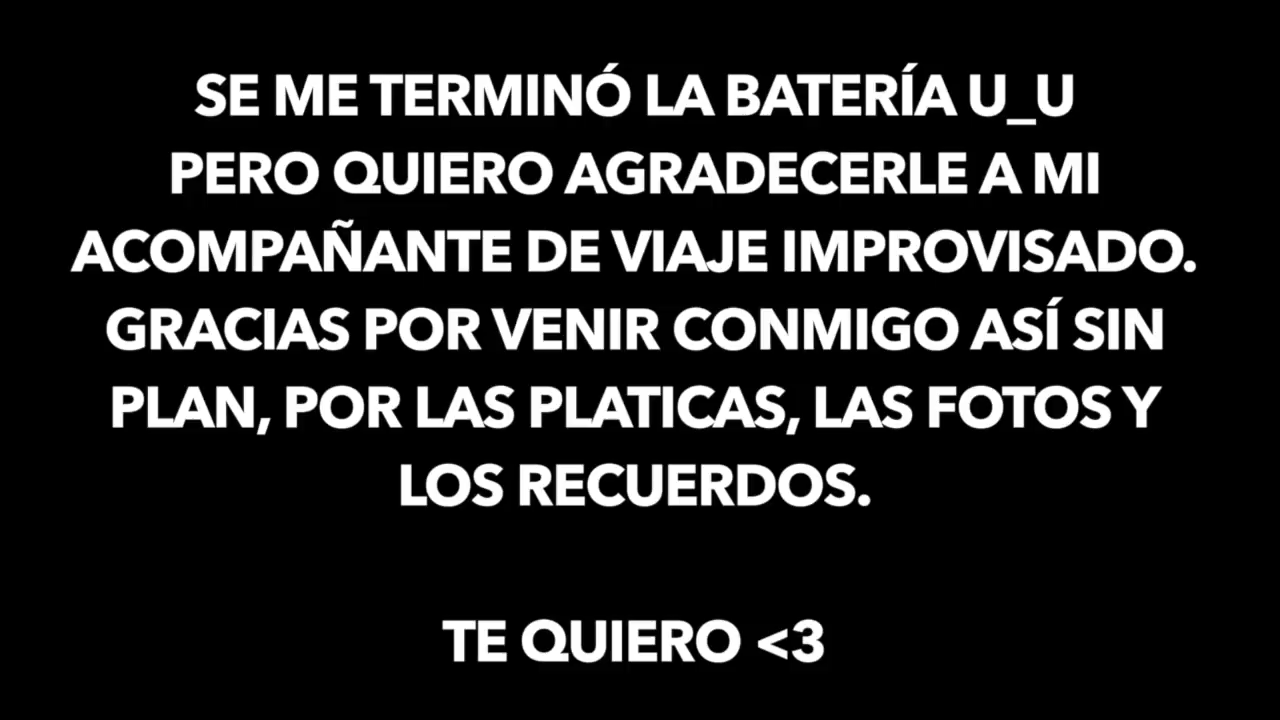 SE ME TERMINÓ LA BATERÍA U_U
PERO QUIERO AGRADECERLE A MI
ACOMPAÑANTE DE VIAJE IMPROVISADO.
GRACIAS POR VENIR CONMIGO ASÍ SIN
PLAN, POR LAS PLATICAS, LAS FOTOS Y
LOS RECUERDOS.
TE QUIERO <3